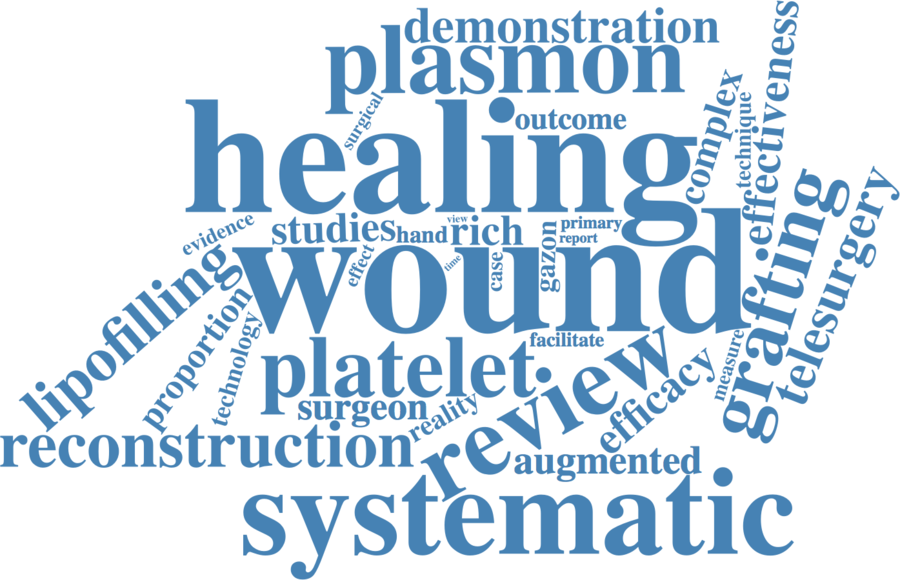 demonstration
plasmon
healing
surgical
outcome
complex
technique
effectiveness
evidence
studies
hand
view
rich
primary
report
gazon
case
time
effect
wound
grafting
telesurgery
lipofilling
proportion
technology
platelet
facilitate
measure
review
efficacy
surgeon
reality
reconstruction
augmented
systematic